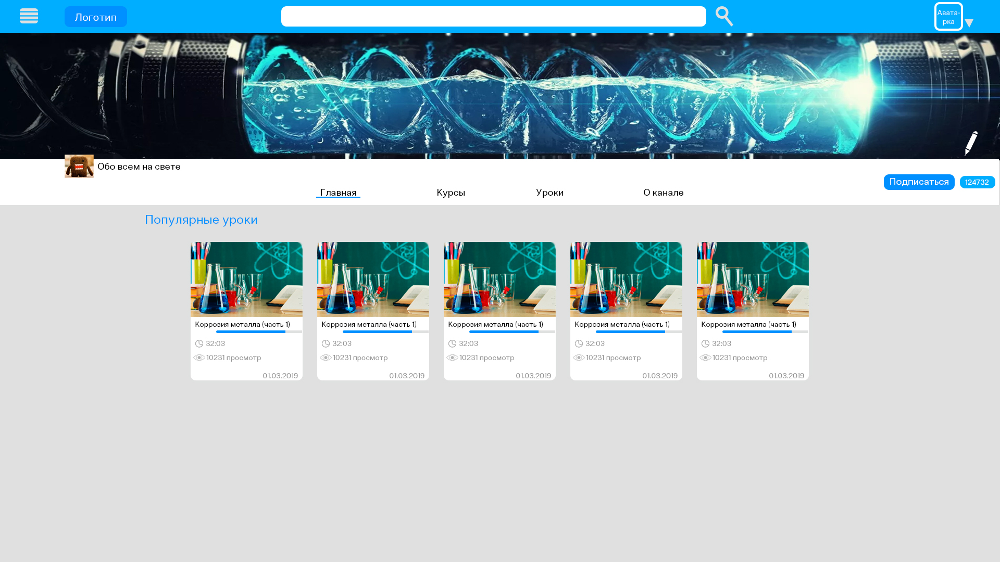 Логотип
Авата-
рка
Обо всем на свете
Подписаться 124732
Главная Курсы Уроки О канале
Популярные уроки
Коррозия металла (часть 1) Коррозия металла (часть 1) Коррозия металла (часть 1) Коррозия металла (часть 1) Коррозия металла (часть 1)
32:03 32:03 32:03 32:03 32:03
10231 просмотр 10231 просмотр 10231 просмотр 10231 просмотр 10231 просмотр
01.03.2019 01.03.2019 01.03.2019 01.03.2019 01.03.2019